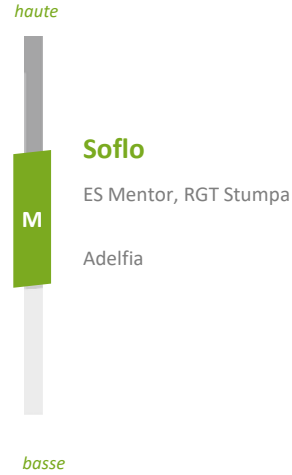 haute
Soflo
ES Mentor, RGT Stumpa
M
Adelfia
basse